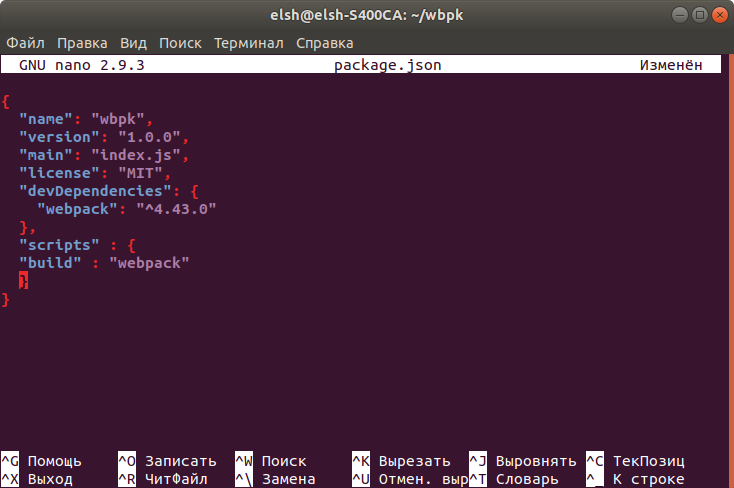 elsh@elsh-S400CA: ~/wbpk
Файл Правка Вид Поиск Терминал Справка
GNU nano 2.9.3 package.json Изменён
{
"name": "wbpk",
"version": "1.0.0",
"main": "index.js",
"license": "MIT",
"devDependencies": {
"webpack": "^4.43.0"
},
"scripts" : {
"build" : "webpack"
}
}
^G Помощь ^O Записать ^W Поиск ^K Вырезать ^J Выровнять ^C ТекПозиц
^X Выход ^R ЧитФайл ^\ Замена ^U Отмен. выр ^T Словарь ^_ К строке